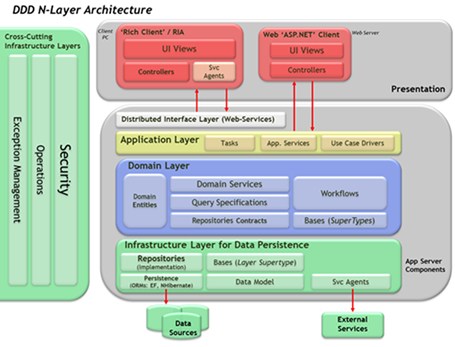 DDD N-Layer Architecture
Cross-Cutting
Infrastructure Layers
Exception Management
Operations
Security
Client
PC
'Rich Client' / RIA
UI Views
Controllers
Svc
Agents
Web 'ASP.NET' Client
UI Views
Controllers
Web Server
Presentation
Distributed Interface Layer (Web-Services)
Application Layer
Tasks
App. Services
Use Case Drivers
Domain Layer
Domain
Entities
Domain Services
Query Specifications
Repositories Contracts
Workflows
Bases (SuperTypes)
Infrastructure Layer for Data Persistence
Repositories
(Implementation)
Bases (Layer Supertype)
Persistence
(ORMs: EF, NHibernate)
Data Model
Svc Agents
App Server
Components
Data
Sources
External
Services